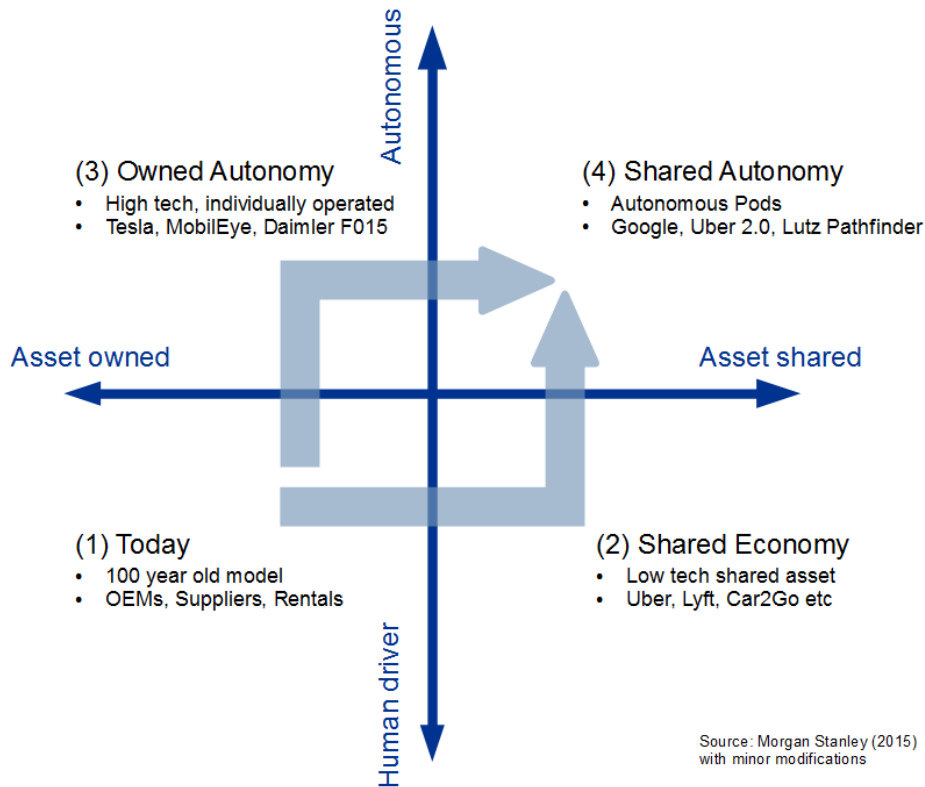 Autonomous
(3) Owned Autonomy
• High tech, individually operated
• Tesla, MobilEye, Daimler F015
(4) Shared Autonomy
• Autonomous Pods
• Google, Uber 2.0, Lutz Pathfinder
Asset owned
Asset shared
(1) Today
• 100 year old model
• OEMs, Suppliers, Rentals
(2) Shared Economy
• Low tech shared asset
• Uber, Lyft, Car2Go etc
Human driver
Source: Morgan Stanley (2015)
with minor modifications